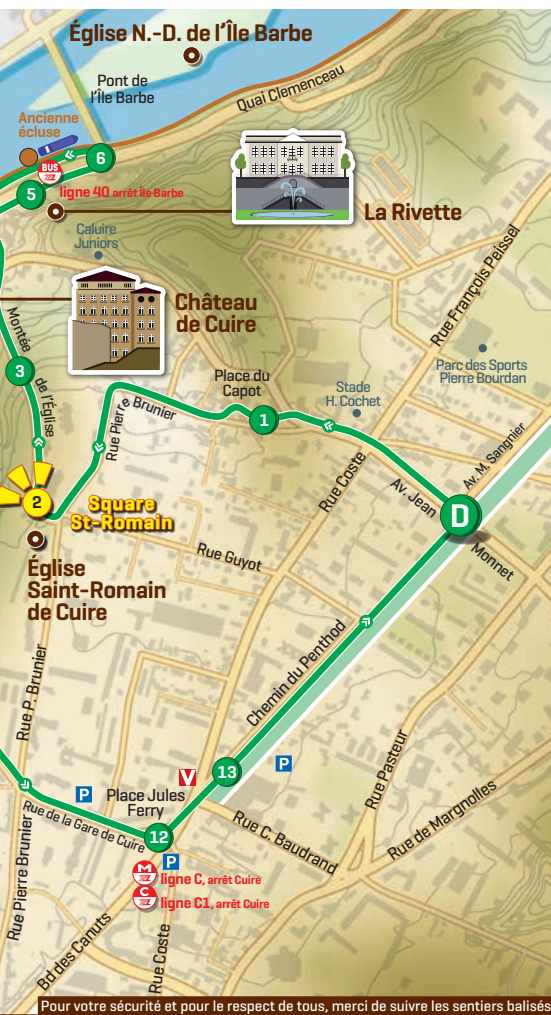 Église N.-D. de l'Île Barbe
Pont de
l'Île Barbe
Quai Clemenceau
Ancienne
écluse
6
BUS
TCL
5
ligne 40 arrêt Île Barbe
La Rivette
Caluire
Juniors
Rue François Peissel
Château
de Cuire
Montée
de l'Église
3
Parc des Sports
Pierre Bourdan
Place du
Capot
Stade
H. Cochet
Rue Pierre Brunier
1
Av. M. Sangnier
Rue Coste
Av. Jean
Monnet
D
2
Square
St-Romain
Église
Saint-Romain
de Cuire
Rue Guyot
Chemin du Penthod
Rue P. Brunier
Rue Pasteur
13
P
V
P
Place Jules
Ferry
Rue de la Gare de Cuire
12
P
Rue C. Baudrand
Rue de Margnolles
Rue Pierre Brunier
M
TCL
ligne C, arrêt Cuire
C
TCL
ligne C1, arrêt Cuire
Bd des Canuts
Rue Coste
Pour votre sécurité et pour le respect de tous, merci de suivre les sentiers balisés